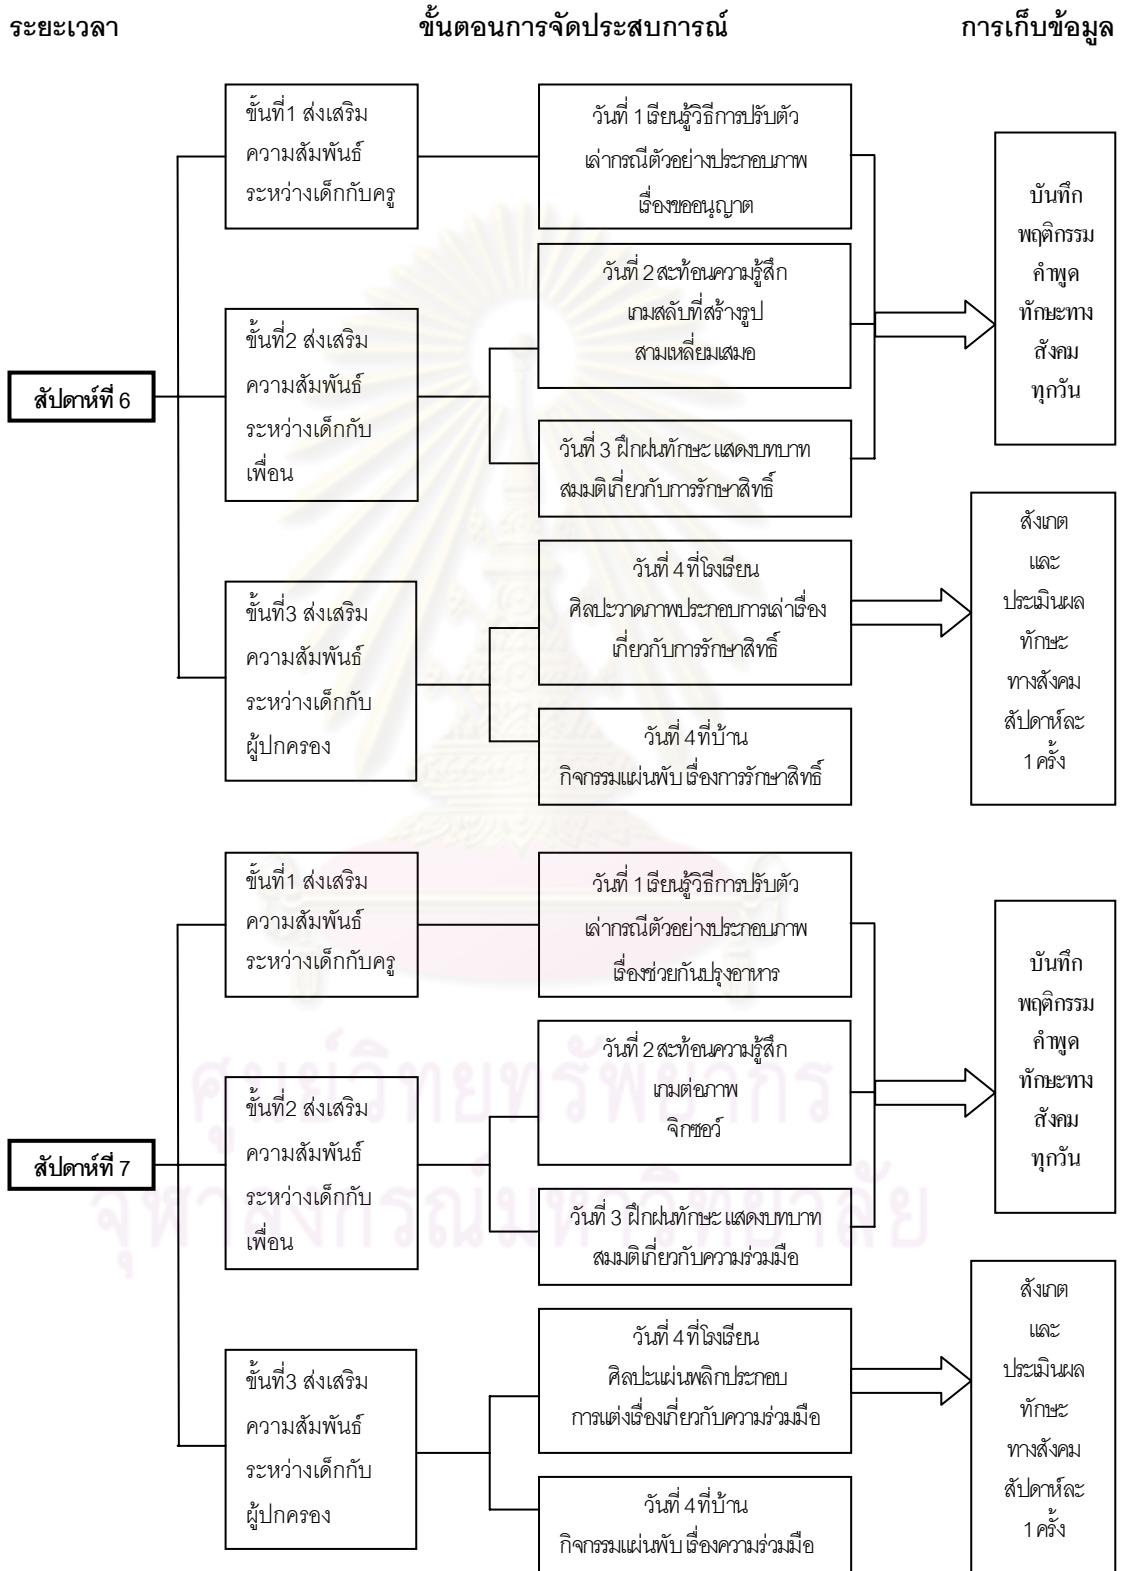 ระยะเวลา
ขั้นตอนการจัดประสบการณ์
การเก็บข้อมูล
สัปดาห์ที่ 6
ขั้นที่1 ส่งเสริม
ความสัมพันธ์
ระหว่างเด็กกับครู
วันที่ 1 เรียนรู้วิธีการปรับตัว
เล่ากรณีตัวอย่างประกอบภาพ
เรื่องขออนุญาต
ขั้นที่2 ส่งเสริม
ความสัมพันธ์
ระหว่างเด็กกับ
เพื่อน
วันที่ 2 สะท้อนความรู้สึก
เกมสลับที่สร้างรูป
สามเหลี่ยมเสมอ
วันที่ 3 ฝึกฝนทักษะ แสดงบทบาท
สมมติเกี่ยวกับการรักษาสิทธิ์
บันทึก
พฤติกรรม
คำพูด
ทักษะทาง
สังคม
ทุกวัน
ขั้นที่3 ส่งเสริม
ความสัมพันธ์
ระหว่างเด็กกับ
ผู้ปกครอง
วันที่ 4 ที่โรงเรียน
ศิลปะวาดภาพประกอบการเล่าเรื่อง
เกี่ยวกับการรักษาสิทธิ์
วันที่ 4 ที่บ้าน
กิจกรรมแผ่นพับ เรื่องการรักษาสิทธิ์
สังเกต
และ
ประเมินผล
ทักษะ
ทางสังคม
สัปดาห์ละ
1 ครั้ง
สัปดาห์ที่ 7
ขั้นที่1 ส่งเสริม
ความสัมพันธ์
ระหว่างเด็กกับครู
วันที่ 1 เรียนรู้วิธีการปรับตัว
เล่ากรณีตัวอย่างประกอบภาพ
เรื่องช่วยกันปรุงอาหาร
ขั้นที่2 ส่งเสริม
ความสัมพันธ์
ระหว่างเด็กกับ
เพื่อน
วันที่ 2 สะท้อนความรู้สึก
เกมต่อภาพ
จิกซอว์
วันที่ 3 ฝึกฝนทักษะ แสดงบทบาท
สมมติเกี่ยวกับความร่วมมือ
บันทึก
พฤติกรรม
คำพูด
ทักษะทาง
สังคม
ทุกวัน
ขั้นที่3 ส่งเสริม
ความสัมพันธ์
ระหว่างเด็กกับ
ผู้ปกครอง
วันที่ 4 ที่โรงเรียน
ศิลปะแผ่นพลิกประกอบ
การแต่งเรื่องเกี่ยวกับความร่วมมือ
วันที่ 4 ที่บ้าน
กิจกรรมแผ่นพับ เรื่องความร่วมมือ
สังเกต
และ
ประเมินผล
ทักษะ
ทางสังคม
สัปดาห์ละ
1 ครั้ง
ศูนย์วิทยทรัพยากร
จุฬาลงกรณ์มหาวิทยาลัย